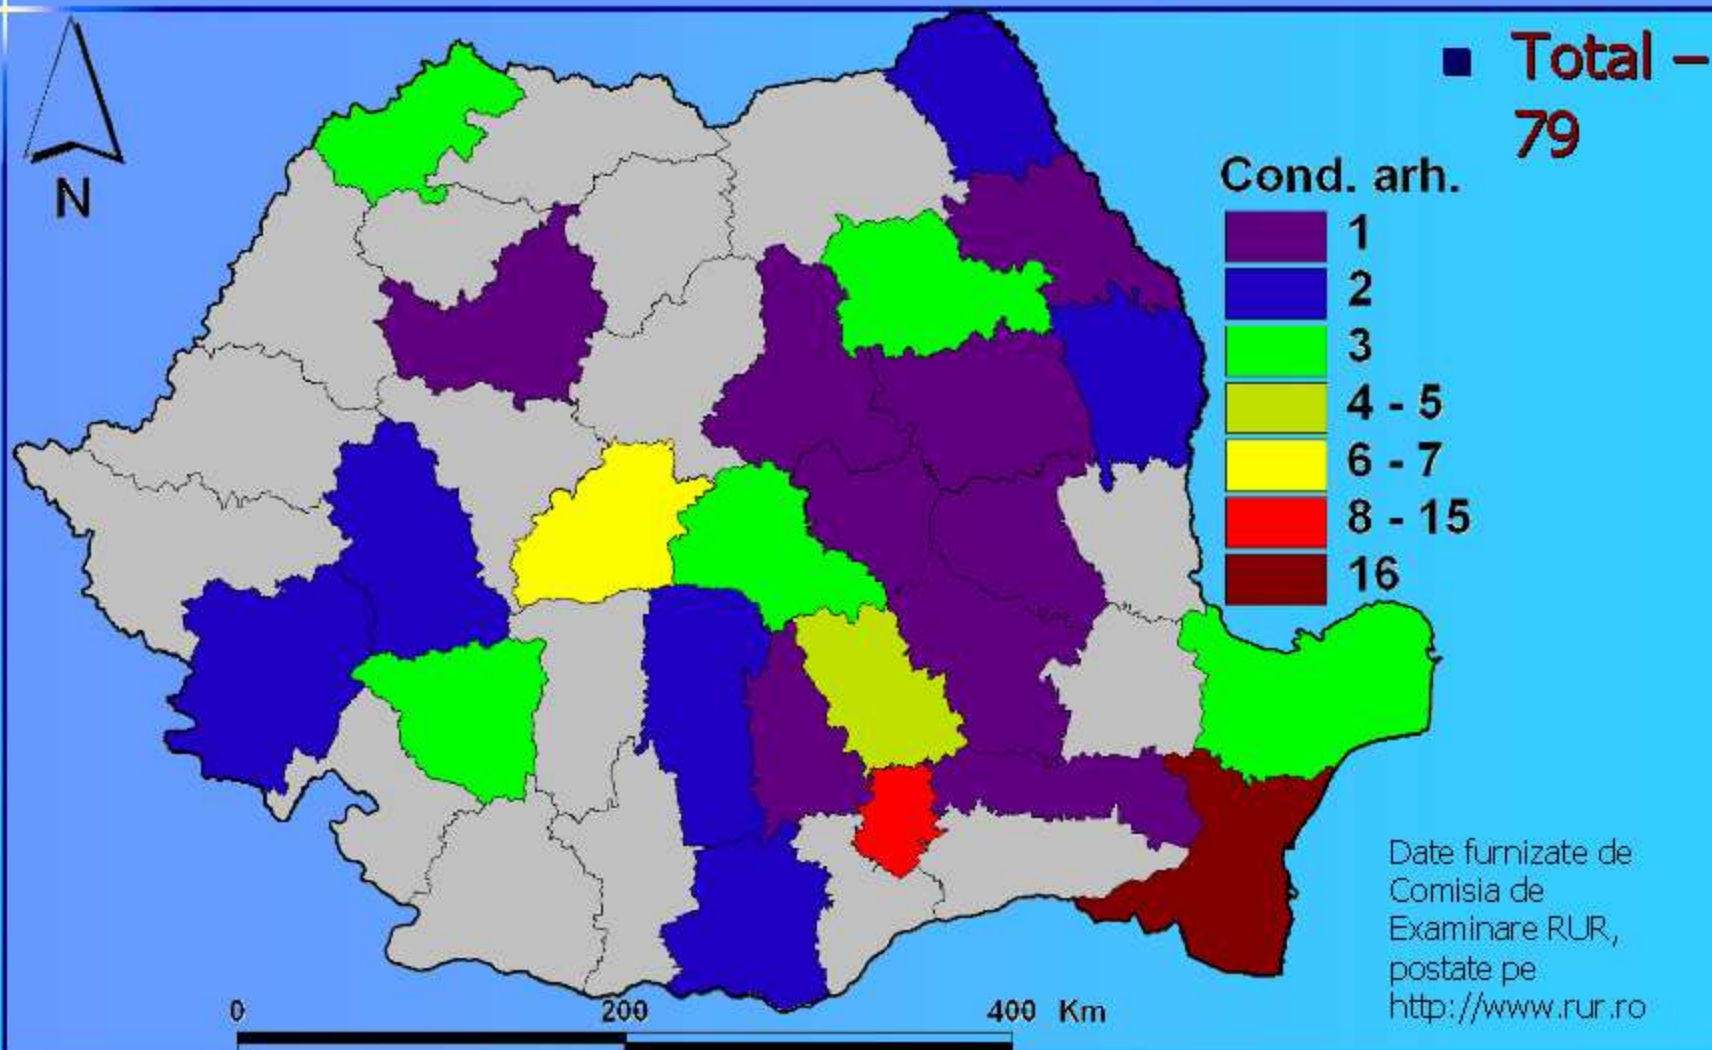 N
Total –
79
Cond. arh.
1
2
3
4 - 5
6 - 7
8 - 15
16
Date furnizate de
Comisia de
Examinare RUR,
postate pe
http://www.rur.ro
0 200 400 Km